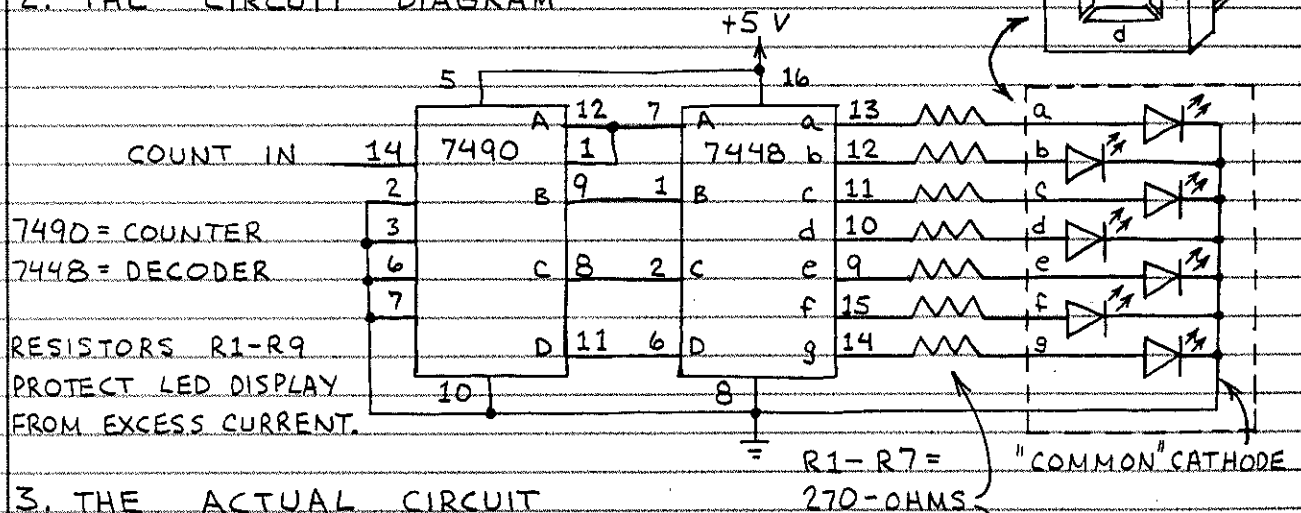 2. THE CIRCUIT DIAGRAM
d
+5 V
5
16
12
7
13
a
A
A
a
COUNT IN
14
7490
1
7448
b
12
b
2
B
9
1
B
c
11
c
7490 = COUNTER
3
d
10
d
7448 = DECODER
6
C
8
2
C
e
9
e
7
f
15
f
RESISTORS R1-R9
D
11
6
D
g
14
g
PROTECT LED DISPLAY
10
8
FROM EXCESS CURRENT.
R1-R7 =
270-OHMS
"COMMON" CATHODE
3. THE ACTUAL CIRCUIT